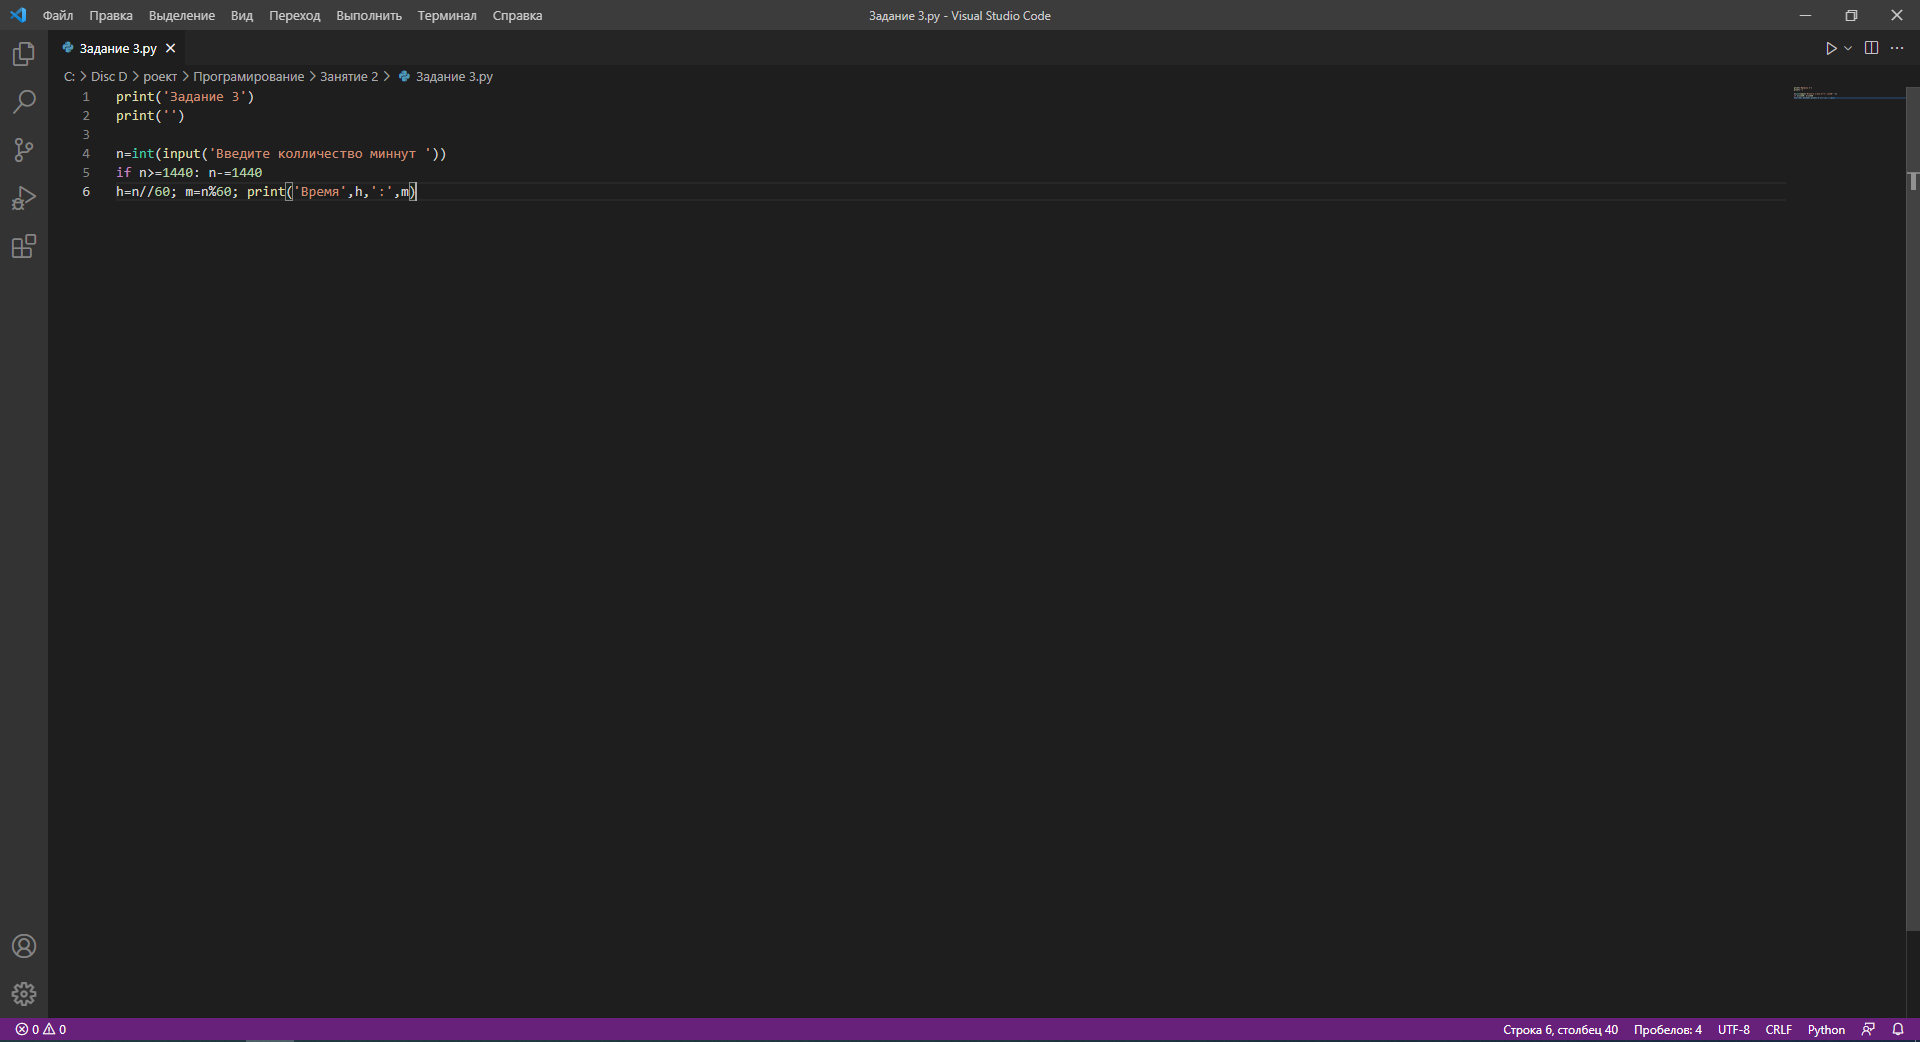 Файл Правка Выделение Вид Переход Выполнить Терминал Справка
Задание 3.py - Visual Studio Code
Задание 3.py
C: > Disc D > роект > Програмирование > Занятие 2 > Задание 3.py
1 print('Задание 3')
2 print('')
3
4 n=int(input('Введите колличество миннут '))
5 if n>=1440: n-=1440
6 h=n//60; m=n%60; print('Время',h,':',m)
0 0
Строка 6, столбец 40 Пробелов: 4 UTF-8 CRLF Python